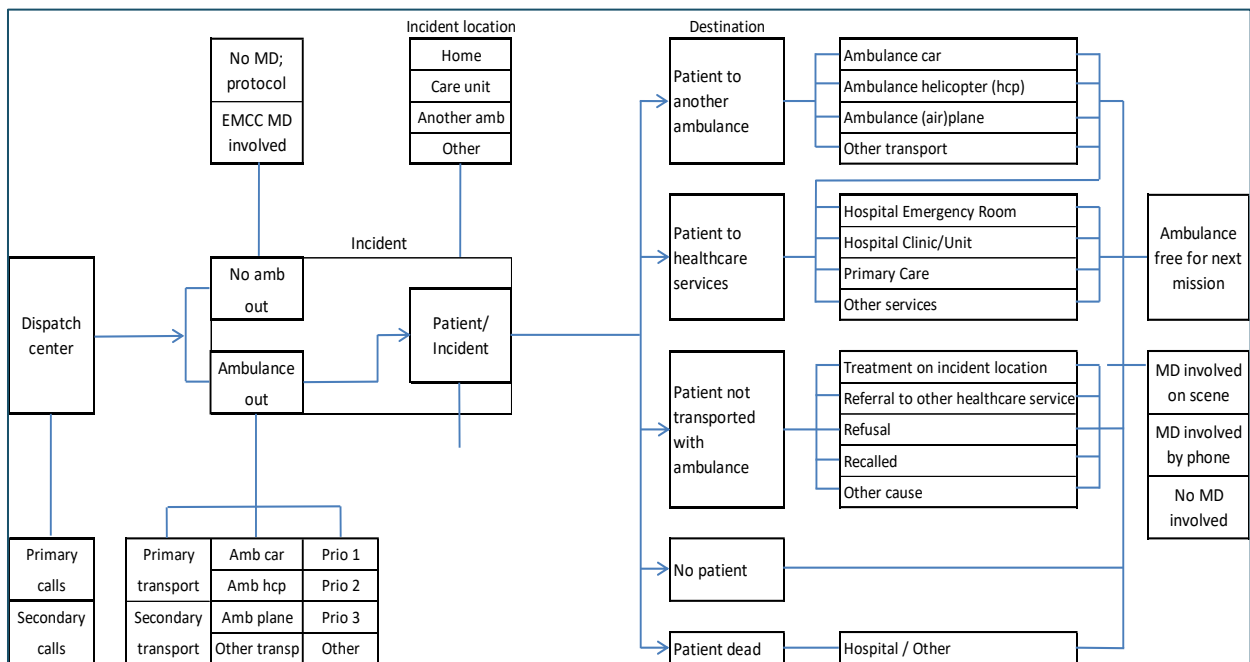 Incident location
Destination
No MD;
protocol
EMCC MD
involved
Home
Care unit
Another amb
Other
Patient to
another
ambulance
Ambulance car
Ambulance helicopter (hcp)
Ambulance (air)plane
Other transport
Incident
Dispatch
center
No amb
out
Ambulance
out
Patient/
Incident
Patient to
healthcare
services
Hospital Emergency Room
Hospital Clinic/Unit
Primary Care
Other services
Ambulance
free for next
mission
Patient not
transported
with
ambulance
Treatment on incident location
Referral to other healthcare service
Refusal
Recalled
Other cause
MD involved
on scene
MD involved
by phone
No MD
involved
Primary
calls
Secondary
calls
Primary
transport
Secondary
transport
Amb car
Amb hcp
Amb plane
Other transp
Prio 1
Prio 2
Prio 3
Other
No patient
Patient dead
Hospital / Other